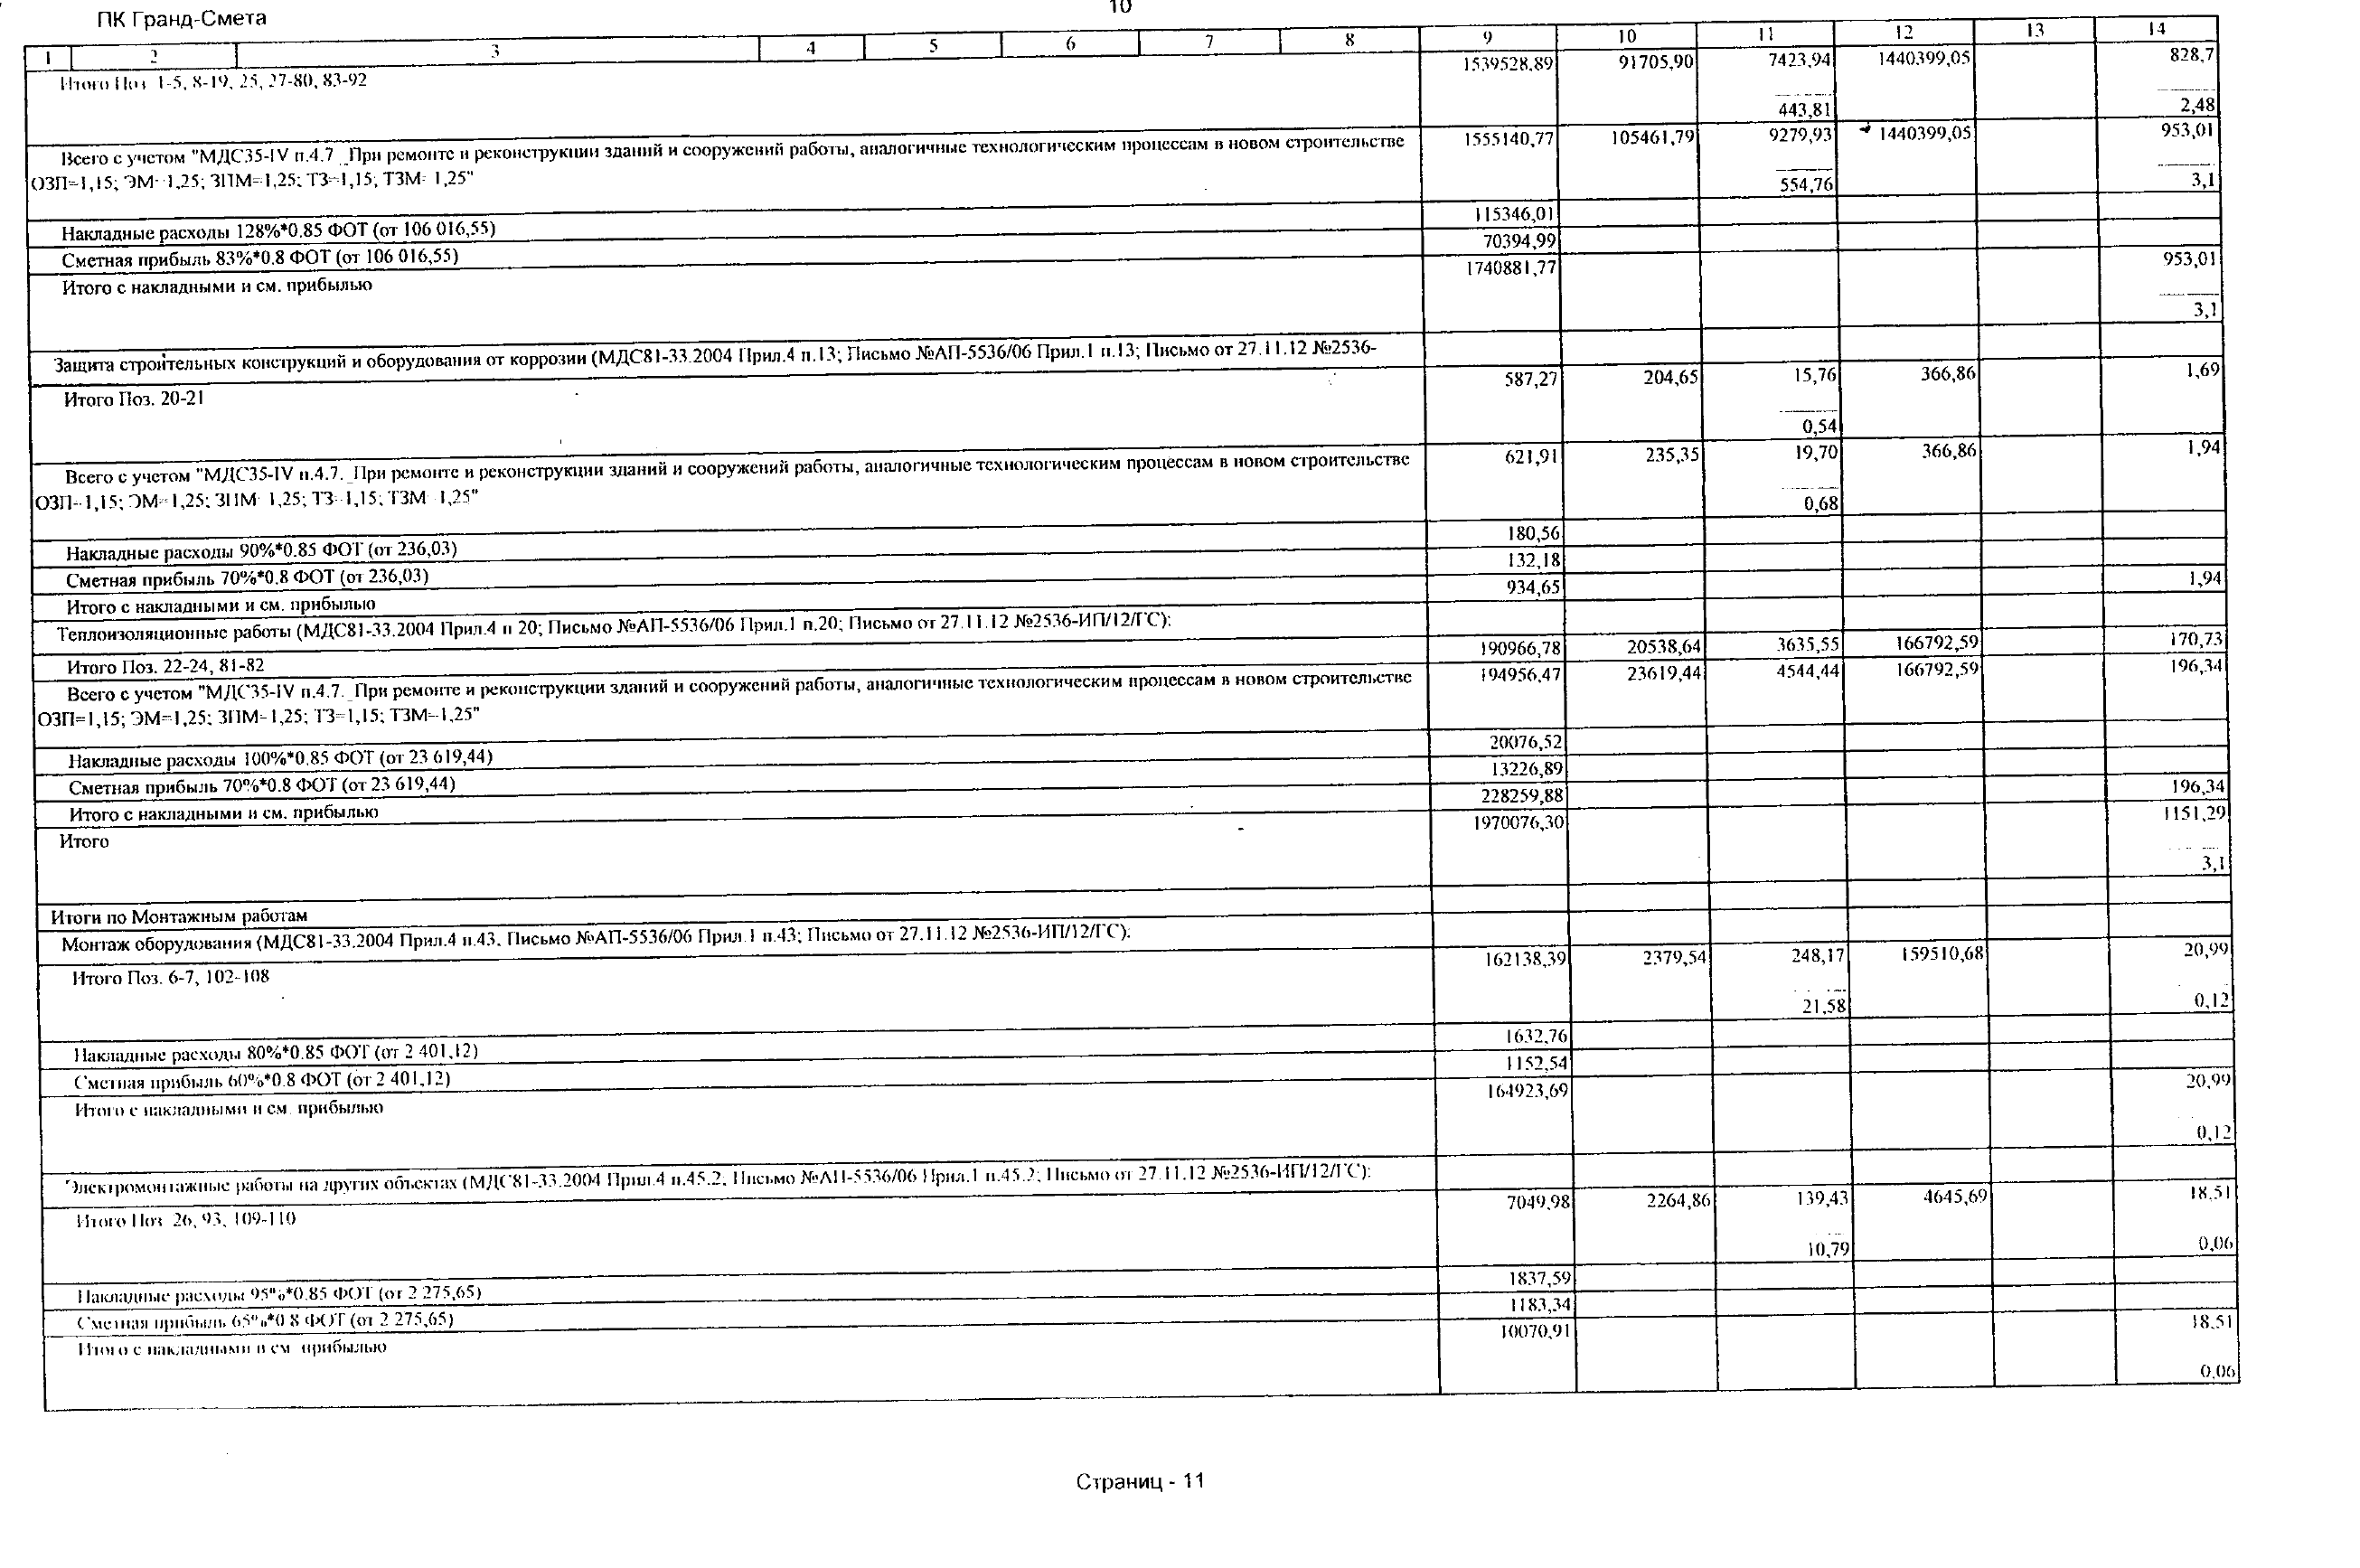 ПК Гранд-Смета
10
1 2 3 4 5 6 7 8 9 10 11 12 13 14
Итого Поз. 1-5, 8-19, 25, 27-80, 83-92 1539528,89 91705,90 7423,94 1440399,05 828,7
443,81 2,48
Всего с учетом "МДС35-IV п.4.7 _При ремонте и реконструкции зданий и сооружений работы, аналогичные технологическим процессам в новом строительстве 1555140,77 105461,79 9279,93 1440399,05 953,01
ОЗП=1,15; ЭМ=1,25; ЗПМ=1,25; ТЗ=1,15; ТЗМ=1,25" 554,76 3,1
Накладные расходы 128%*0.85 ФОТ (от 106 016,55) 115346,01
Сметная прибыль 83%*0.8 ФОТ (от 106 016,55) 70394,99
Итого с накладными и см. прибылью 1740881,77 953,01
3,1
Защита строительных конструкций и оборудования от коррозии (МДС81-33.2004 Прил.4 п.13; Письмо №АП-5536/06 Прил.1 п.13; Письмо от 27.11.12 №2536-
Итого Поз. 20-21 587,27 204,65 15,76 366,86 1,69
0,54
Всего с учетом "МДС35-IV п.4.7. _При ремонте и реконструкции зданий и сооружений работы, аналогичные технологическим процессам в новом строительстве 621,91 235,35 19,70 366,86 1,94
ОЗП=1,15; ЭМ=1,25; ЗПМ=1,25; ТЗ=1,15; ТЗМ=1,25" 0,68
Накладные расходы 90%*0.85 ФОТ (от 236,03) 180,56
Сметная прибыль 70%*0.8 ФОТ (от 236,03) 132,18
Итого с накладными и см. прибылью 934,65 1,94
Теплоизоляционные работы (МДС81-33.2004 Прил.4 п 20; Письмо №АП-5536/06 Прил.1 п.20; Письмо от 27.11.12 №2536-ИП/12/ГС):
Итого Поз. 22-24, 81-82 190966,78 20538,64 3635,55 166792,59 170,73
Всего с учетом "МДС35-IV п.4.7. _При ремонте и реконструкции зданий и сооружений работы, аналогичные технологическим процессам в новом строительстве 194956,47 23619,44 4544,44 166792,59 196,34
ОЗП=1,15; ЭМ=1,25; ЗПМ=1,25; ТЗ=1,15; ТЗМ=1,25"
Накладные расходы 100%*0.85 ФОТ (от 23 619,44) 20076,52
Сметная прибыль 70%*0.8 ФОТ (от 23 619,44) 13226,89
Итого с накладными и см. прибылью 228259,88 196,34
Итого 1970076,30 1151,29
3,1
Итоги по Монтажным работам
Монтаж оборудования (МДС81-33.2004 Прил.4 п.43. Письмо №АП-5536/06 Прил.1 п.43; Письмо от 27.11.12 №2536-ИП/12/ГС):
Итого Поз. 6-7, 102-108 162138,39 2379,54 248,17 159510,68 20,99
21,58 0,12
Накладные расходы 80%*0.85 ФОТ (от 2 401,12) 1632,76
Сметная прибыль 60%*0.8 ФОТ (от 2 401,12) 1152,54
Итого с накладными и см. прибылью 164923,69 20,99
0,12
Электромонтажные работы на других объектах (МДС81-33.2004 Прил.4 п.45.2; Письмо №АП-5536/06 Прил.1 п.45.2; Письмо от 27.11.12 №2536-ИП/12/ГС):
Итого Поз. 26, 93, 109-110 7049,98 2264,86 139,43 4645,69 18,51
10,79 0,06
Накладные расходы 95%*0.85 ФОТ (от 2 275,65) 1837,59
Сметная прибыль 65%*0.8 ФОТ (от 2 275,65) 1183,34
Итого с накладными и см. прибылью 10070,91 18,51
0,06
Страниц - 11